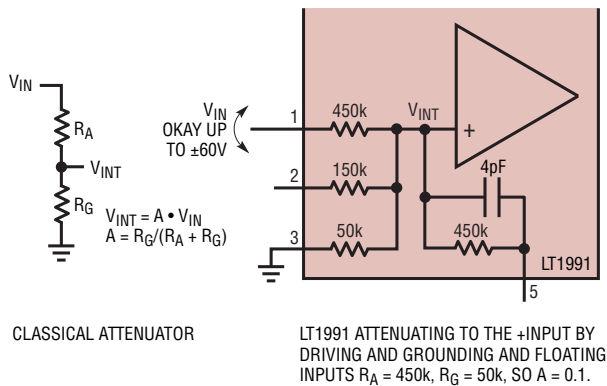 V_IN
R_A
V_INT
R_G
V_INT = A • V_IN
A = R_G/(R_A + R_G)
CLASSICAL ATTENUATOR
V_IN
OKAY UP
TO ±60V
1
450k
V_INT
+
2
150k
4pF
3
50k
450k
LT1991
5
LT1991 ATTENUATING TO THE +INPUT BY
DRIVING AND GROUNDING AND FLOATING
INPUTS R_A = 450k, R_G = 50k, SO A = 0.1.